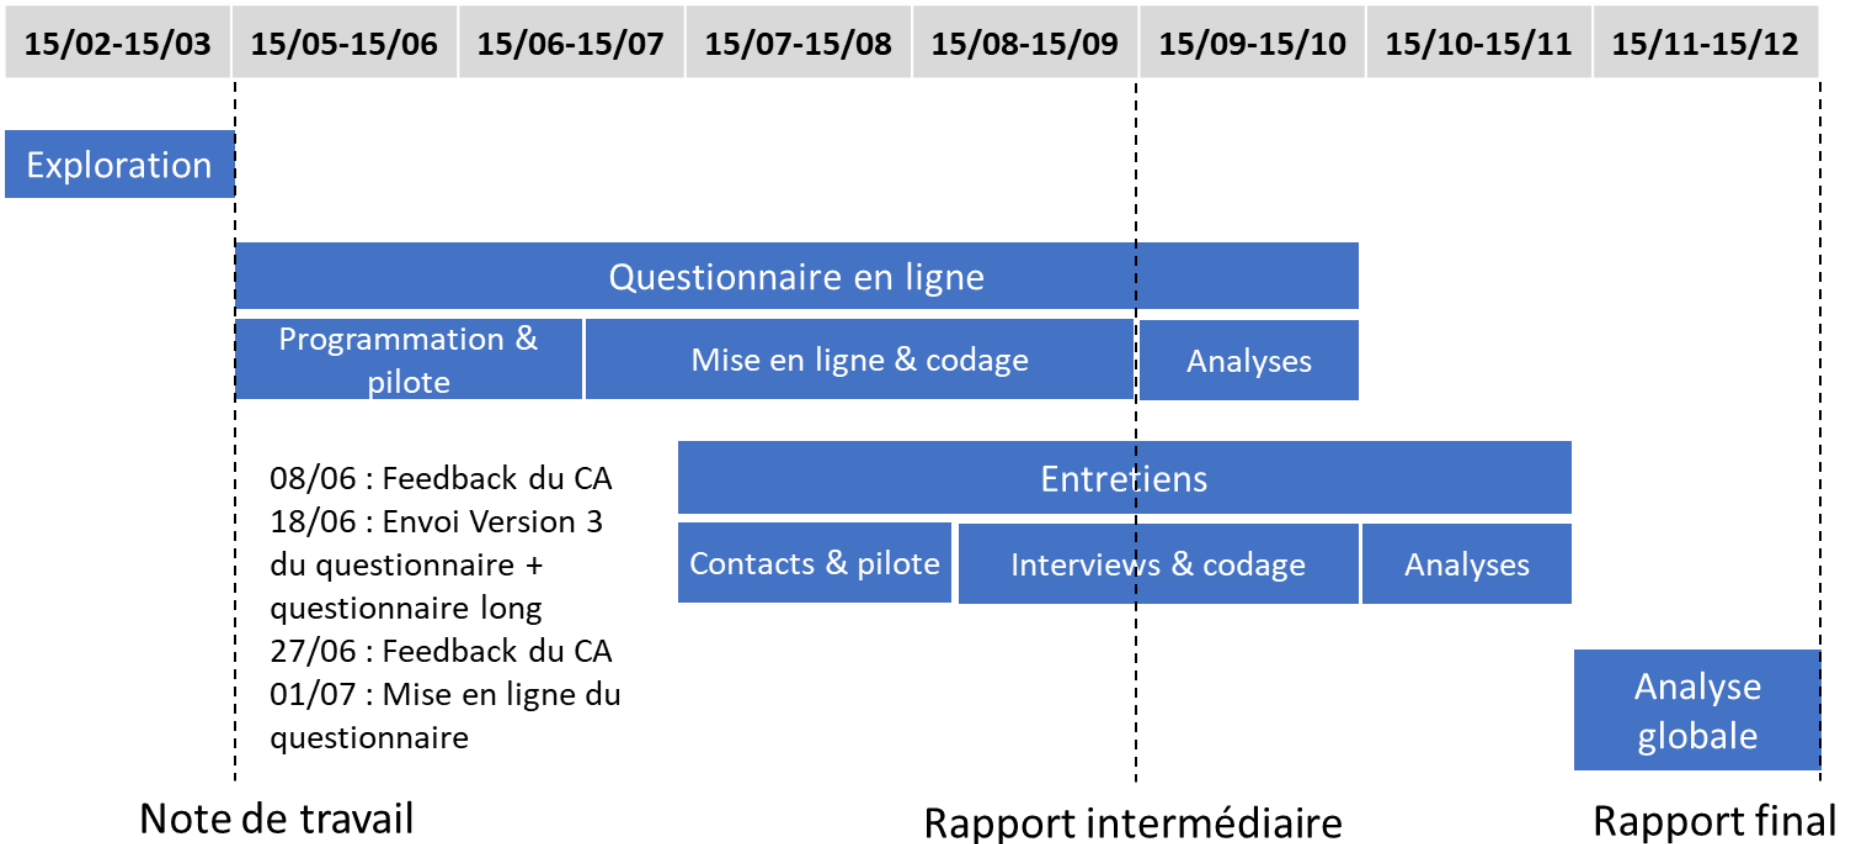 15/02-15/03 15/05-15/06 15/06-15/07 15/07-15/08 15/08-15/09 15/09-15/10 15/10-15/11 15/11-15/12
Exploration
Questionnaire en ligne
Programmation &
pilote
Mise en ligne & codage
Analyses
08/06 : Feedback du CA
18/06 : Envoi Version 3
du questionnaire +
questionnaire long
27/06 : Feedback du CA
01/07 : Mise en ligne du
questionnaire
Entretiens
Contacts & pilote
Interviews & codage
Analyses
Analyse
globale
Note de travail
Rapport intermédiaire
Rapport final